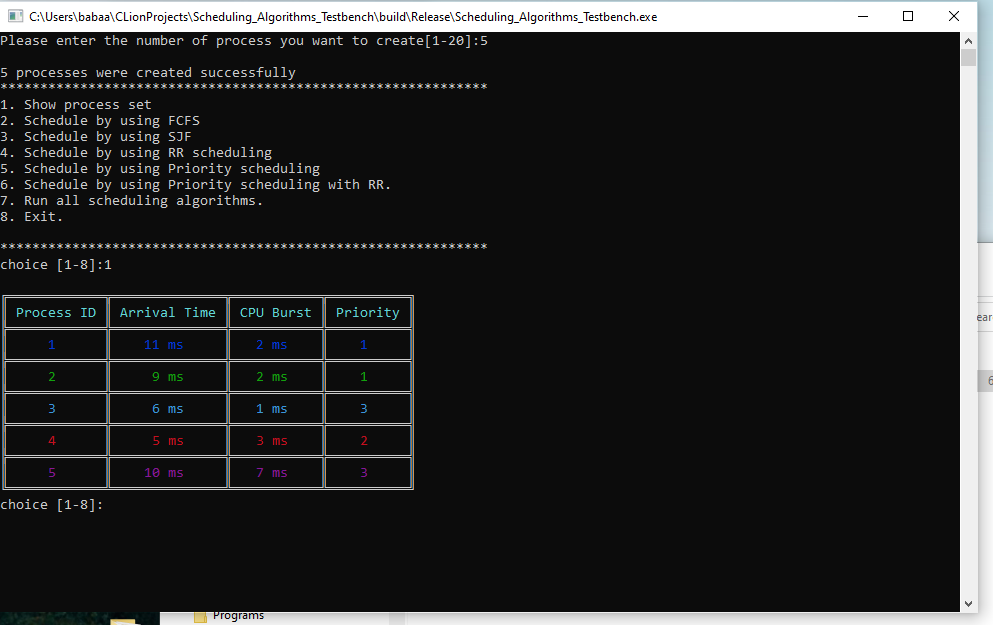 C:\Users\babaa\CLionProjects\Scheduling_Algorithms_Testbench\build\Release\Scheduling_Algorithms_Testbench.exe
Please enter the number of process you want to create[1-20]:5
5 processes were created successfully
*************************************************************
1. Show process set
2. Schedule by using FCFS
3. Schedule by using SJF
4. Schedule by using RR scheduling
5. Schedule by using Priority scheduling
6. Schedule by using Priority scheduling with RR.
7. Run all scheduling algorithms.
8. Exit.
*************************************************************
choice [1-8]:1
Process ID Arrival Time CPU Burst Priority
1 11 ms 2 ms 1
2 9 ms 2 ms 1
3 6 ms 1 ms 3
4 5 ms 3 ms 2
5 10 ms 7 ms 3
choice [1-8]:
Programs